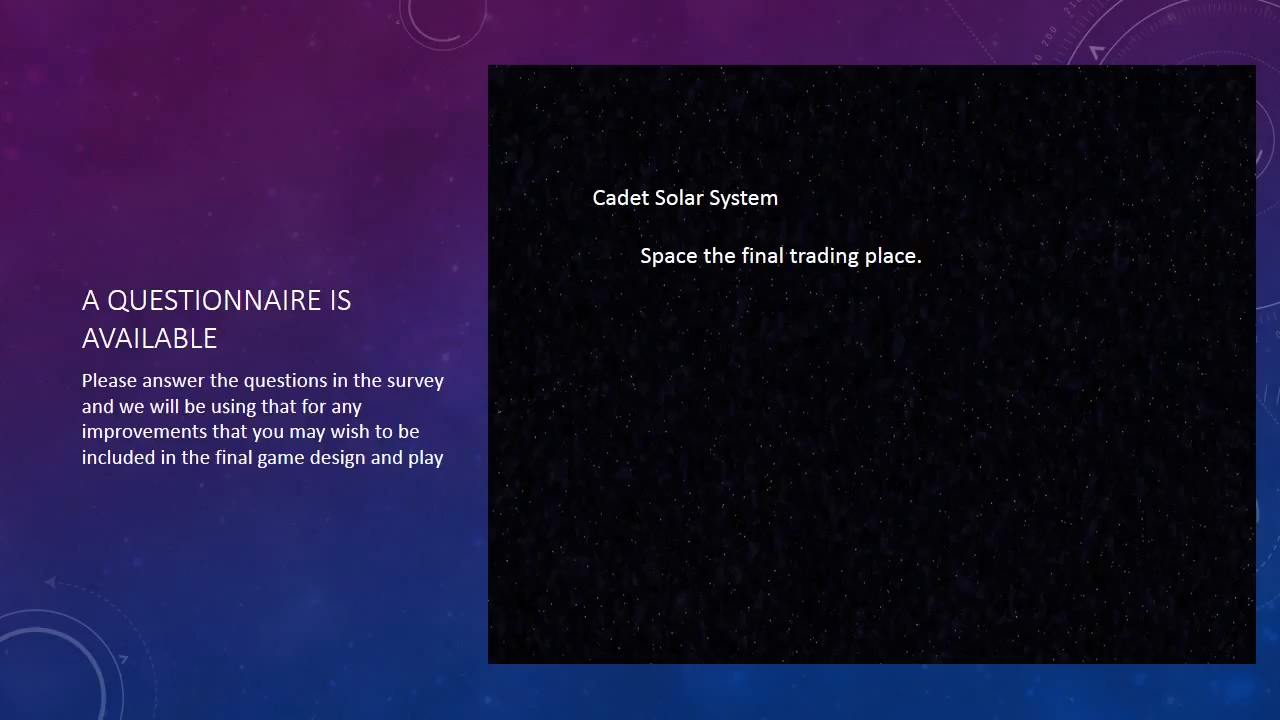 A QUESTIONNAIRE IS
AVAILABLE
Please answer the questions in the survey
and we will be using that for any
improvements that you may wish to be
included in the final game design and play
Cadet Solar System
Space the final trading place.
200